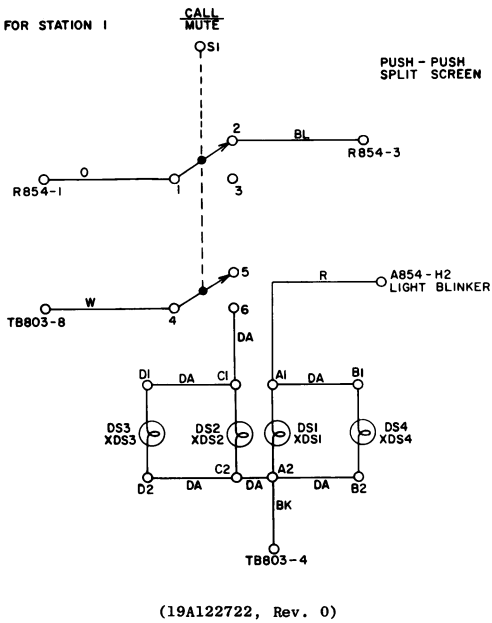 FOR STATION 1
CALL
MUTE
S1
PUSH-PUSH
SPLIT SCREEN
2
BL
R854-3
O
R854-1
1
3
5
A854-H2
LIGHT BLINKER
R
W
TB803-8
4
6
DA
D1
DA
C1
A1
DA
B1
DS3
XDS3
DS2
XDS2
DS1
XDS1
DS4
XDS4
D2
DA
C2
DA
A2
DA
B2
BK
TB803-4
(19A122722, Rev. 0)